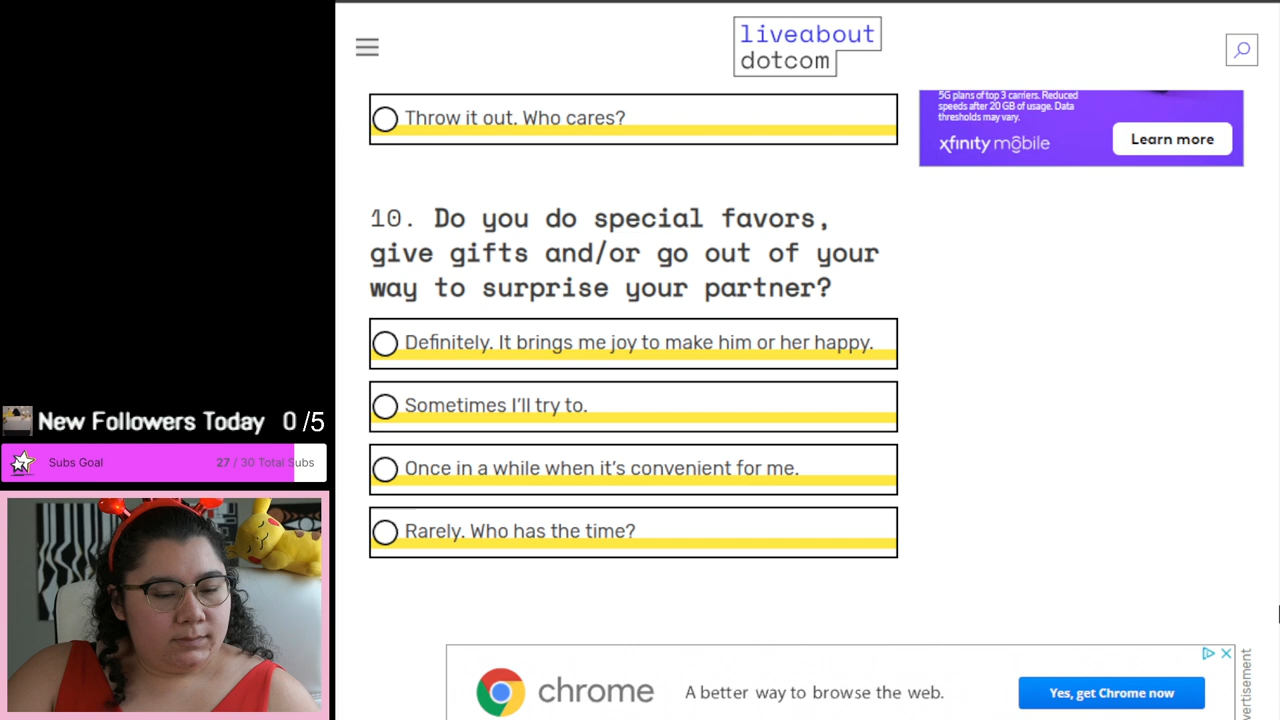 liveabout
dotcom
Throw it out. Who cares?
5G plans of top 3 carriers. Reduced
speeds after 20 GB of usage. Data
thresholds may vary.
xfinity mobile
Learn more
10. Do you do special favors,
give gifts and/or go out of your
way to surprise your partner?
Definitely. It brings me joy to make him or her happy.
Sometimes I'll try to.
Once in a while when it's convenient for me.
Rarely. Who has the time?
New Followers Today 0 /5
Subs Goal 27 / 30 Total Subs
chrome
A better way to browse the web.
Yes, get Chrome now